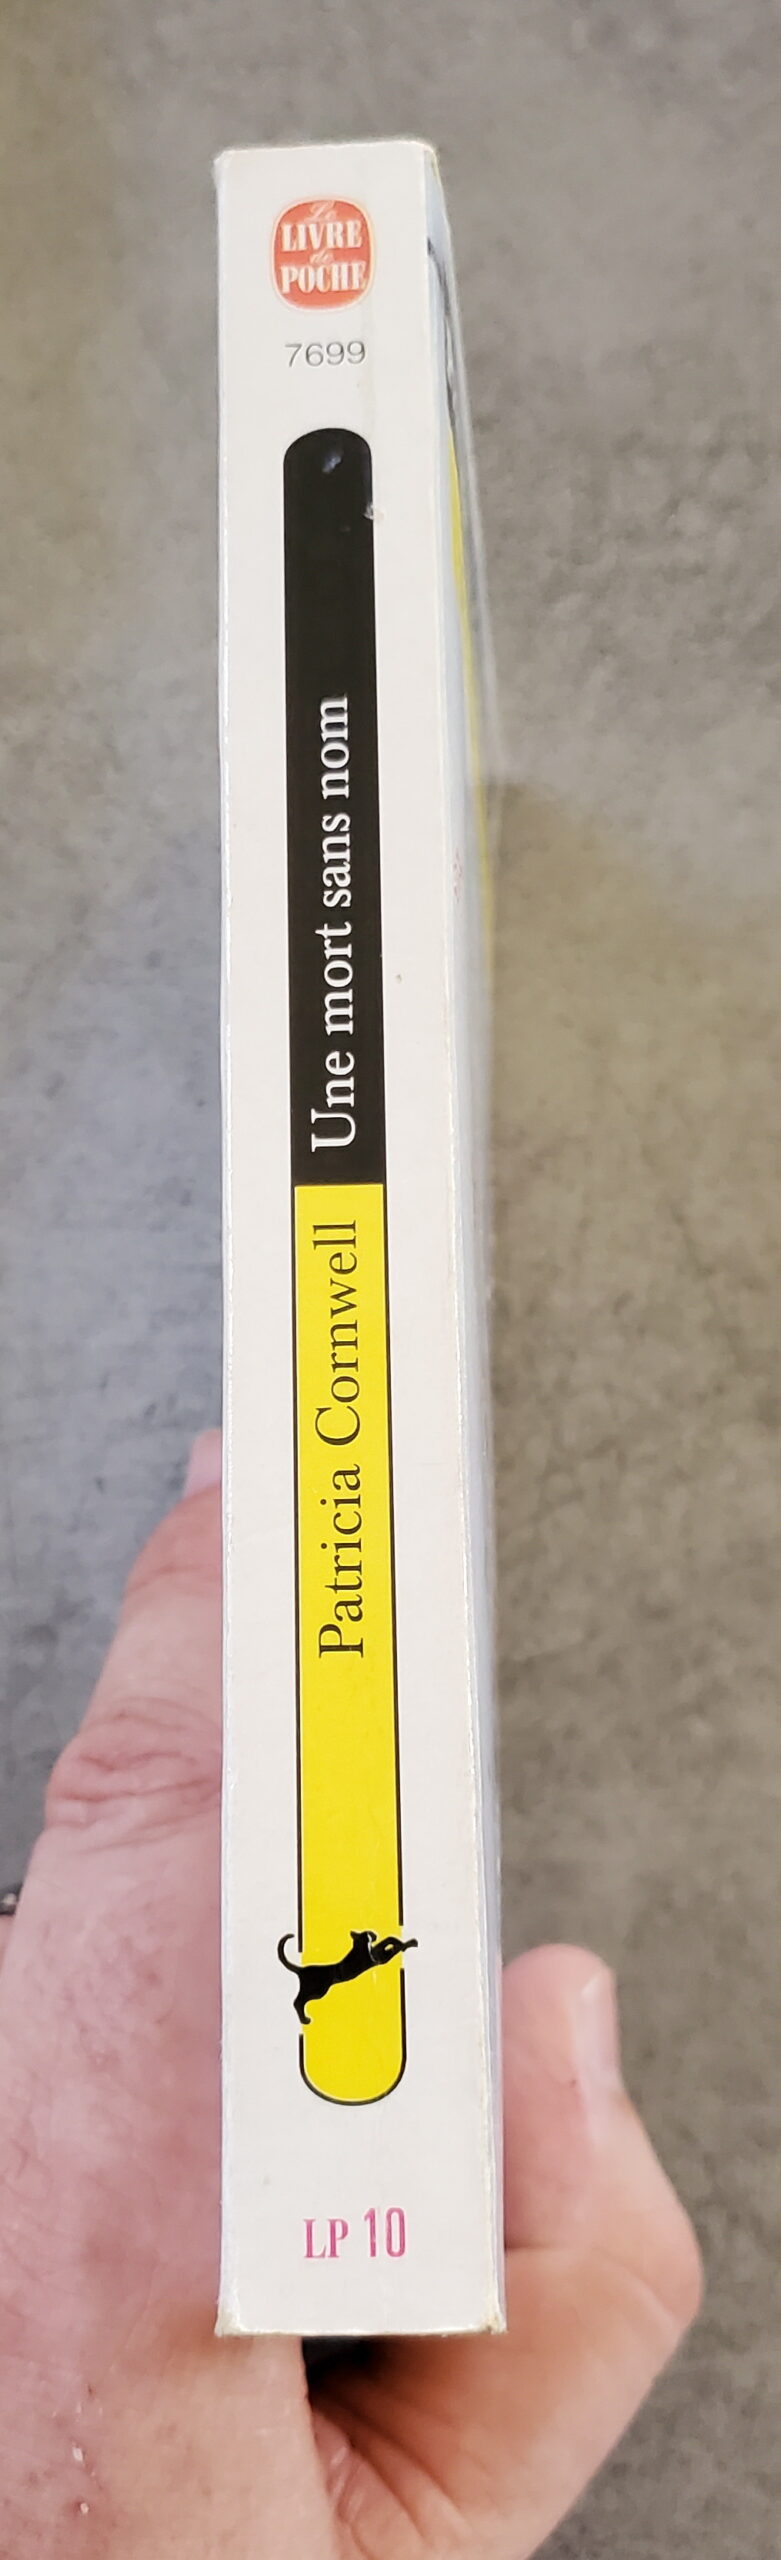 Le
LIVRE
de
POCHE
7699
Une mort sans nom
Patricia Cornwell
LP 10